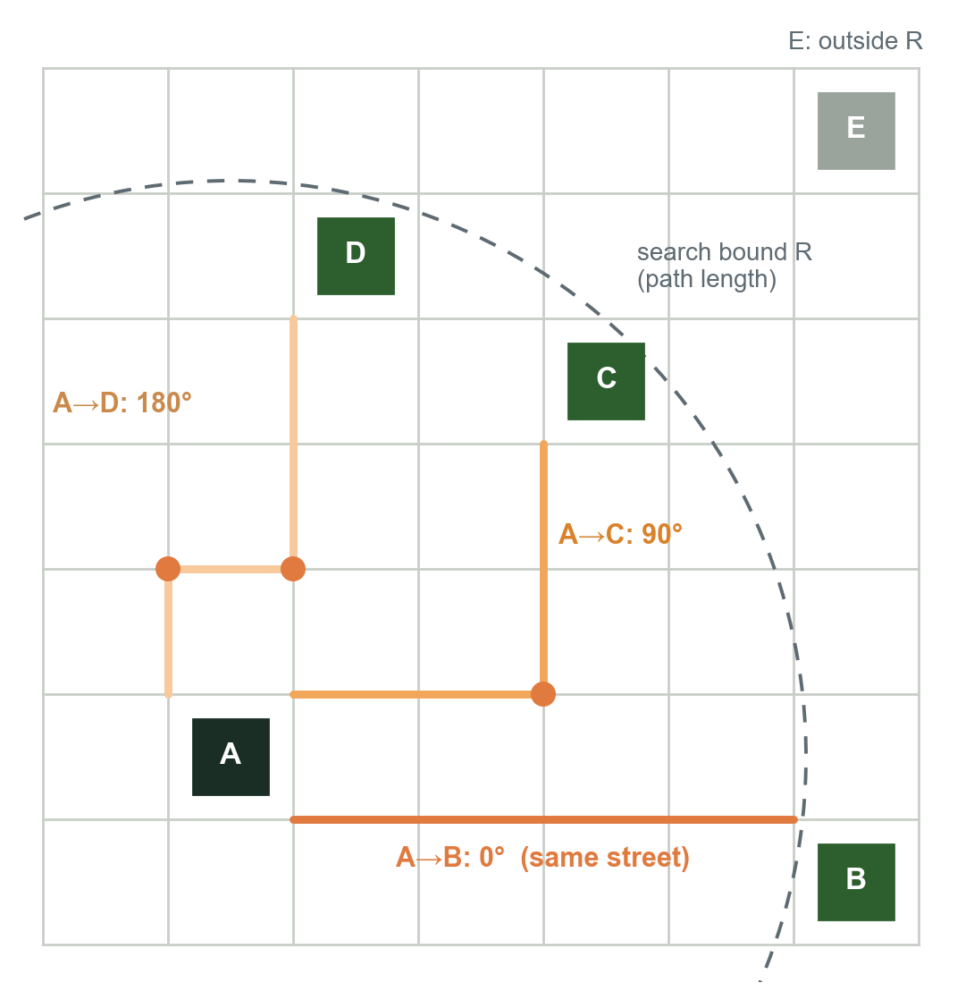 E: outside R
E
D
search bound R
(path length)
C
A→D: 180°
A→C: 90°
A
A→B: 0°  (same street)
B